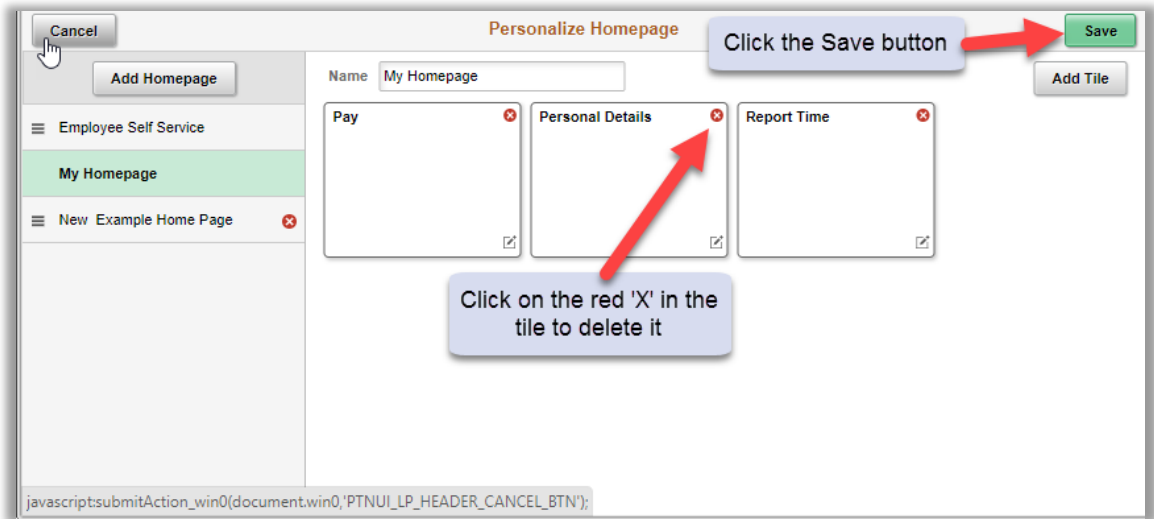 Cancel
Personalize Homepage
Click the Save button
Save
Add Homepage
Name
My Homepage
Add Tile
Employee Self Service
My Homepage
New Example Home Page
Pay
Personal Details
Report Time
Click on the red 'X' in the
tile to delete it
javascript:submitAction_win0(document.win0,'PTNUI_LP_HEADER_CANCEL_BTN');